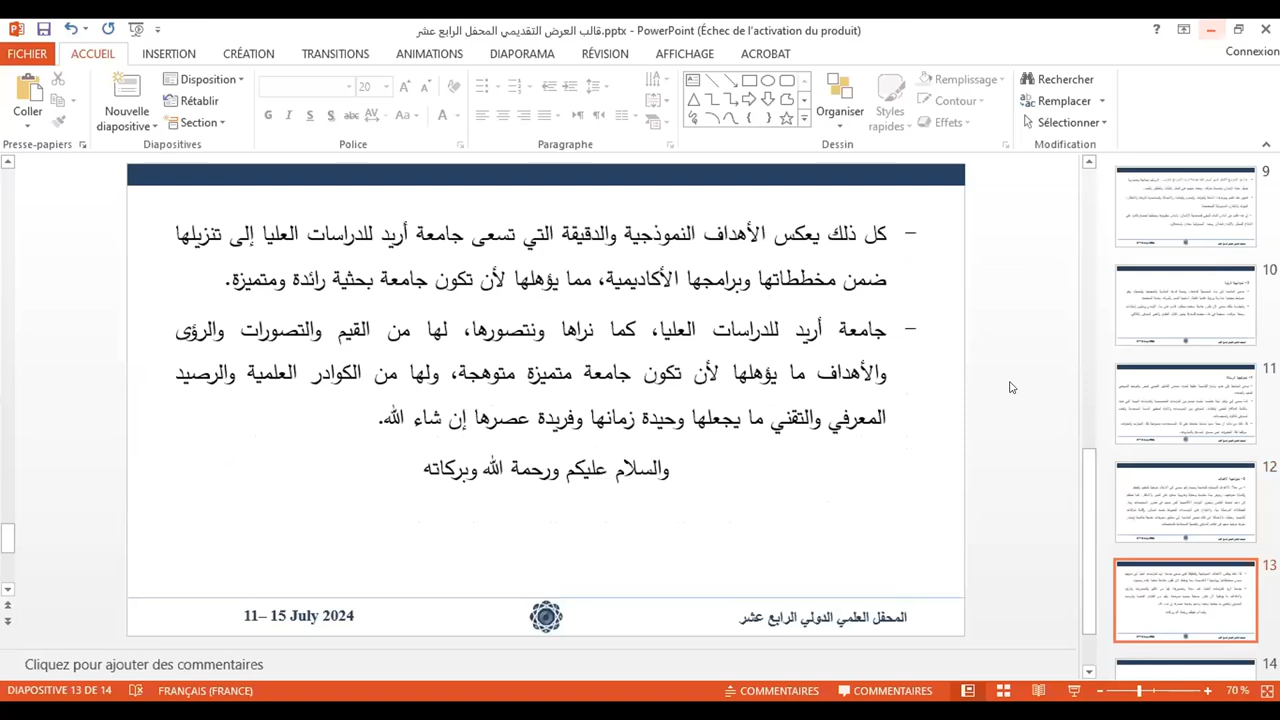 قالب العرض التقديمي المحفل الرابع عشر.pptx - PowerPoint (Échec de l'activation du produit)
Connexion
FICHIER ACCUEIL INSERTION CRÉATION TRANSITIONS ANIMATIONS DIAPORAMA RÉVISION AFFICHAGE ACROBAT
Coller
Nouvelle diapositive
Disposition
Rétablir
Section
20
G I S S abc AV Aa A
Organiser
Styles rapides
Remplissage
Contour
Effets
Rechercher
Remplacer
Sélectionner
Presse-papiers Diapositives Police Paragraphe Dessin Modification
– كل ذلك يعكس الأهداف النموذجية والدقيقة التي تسعى جامعة أريد للدراسات العليا إلى تنزيلها
ضمن مخططاتها وبرامجها الأكاديمية، مما يؤهلها لأن تكون جامعة بحثية رائدة ومتميزة.
– جامعة أريد للدراسات العليا، كما نراها ونتصورها، لها من القيم والتصورات والرؤى
والأهداف ما يؤهلها لأن تكون جامعة متميزة متوهجة، ولها من الكوادر العلمية والرصيد
المعرفي والتقني ما يجعلها وحيدة زمانها وفريدة عصرها إن شاء الله.
والسلام عليكم ورحمة الله وبركاته
المحفل العلمي الدولي الرابع عشر
11– 15 July 2024
9
10
11
12
13
14
Cliquez pour ajouter des commentaires
DIAPOSITIVE 13 DE 14 FRANÇAIS (FRANCE) COMMENTAIRES COMMENTAIRES 70 %